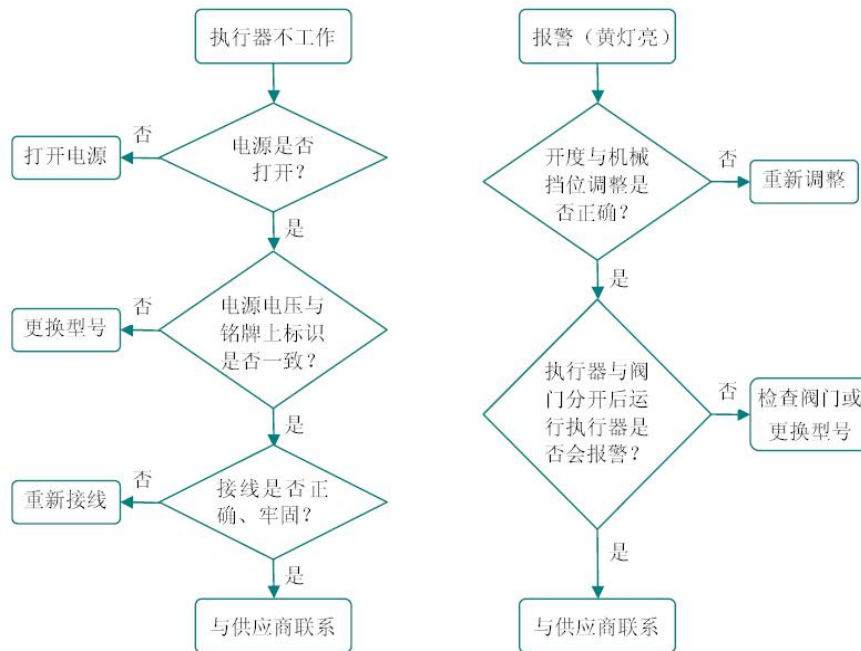 执行器不工作
否
电源是否
打开?
打开电源
是
否
电源电压与
铭牌上标识
是否一致?
更换型号
是
否
接线是否正
确、牢固?
重新接线
是
与供应商联系
报警（黄灯亮）
开度与机械
挡位调整是
否正确?
否
重新调整
是
执行器与阀
门分开后运
行执行器是
否会报警?
否
检查阀门或
更换型号
是
与供应商联系